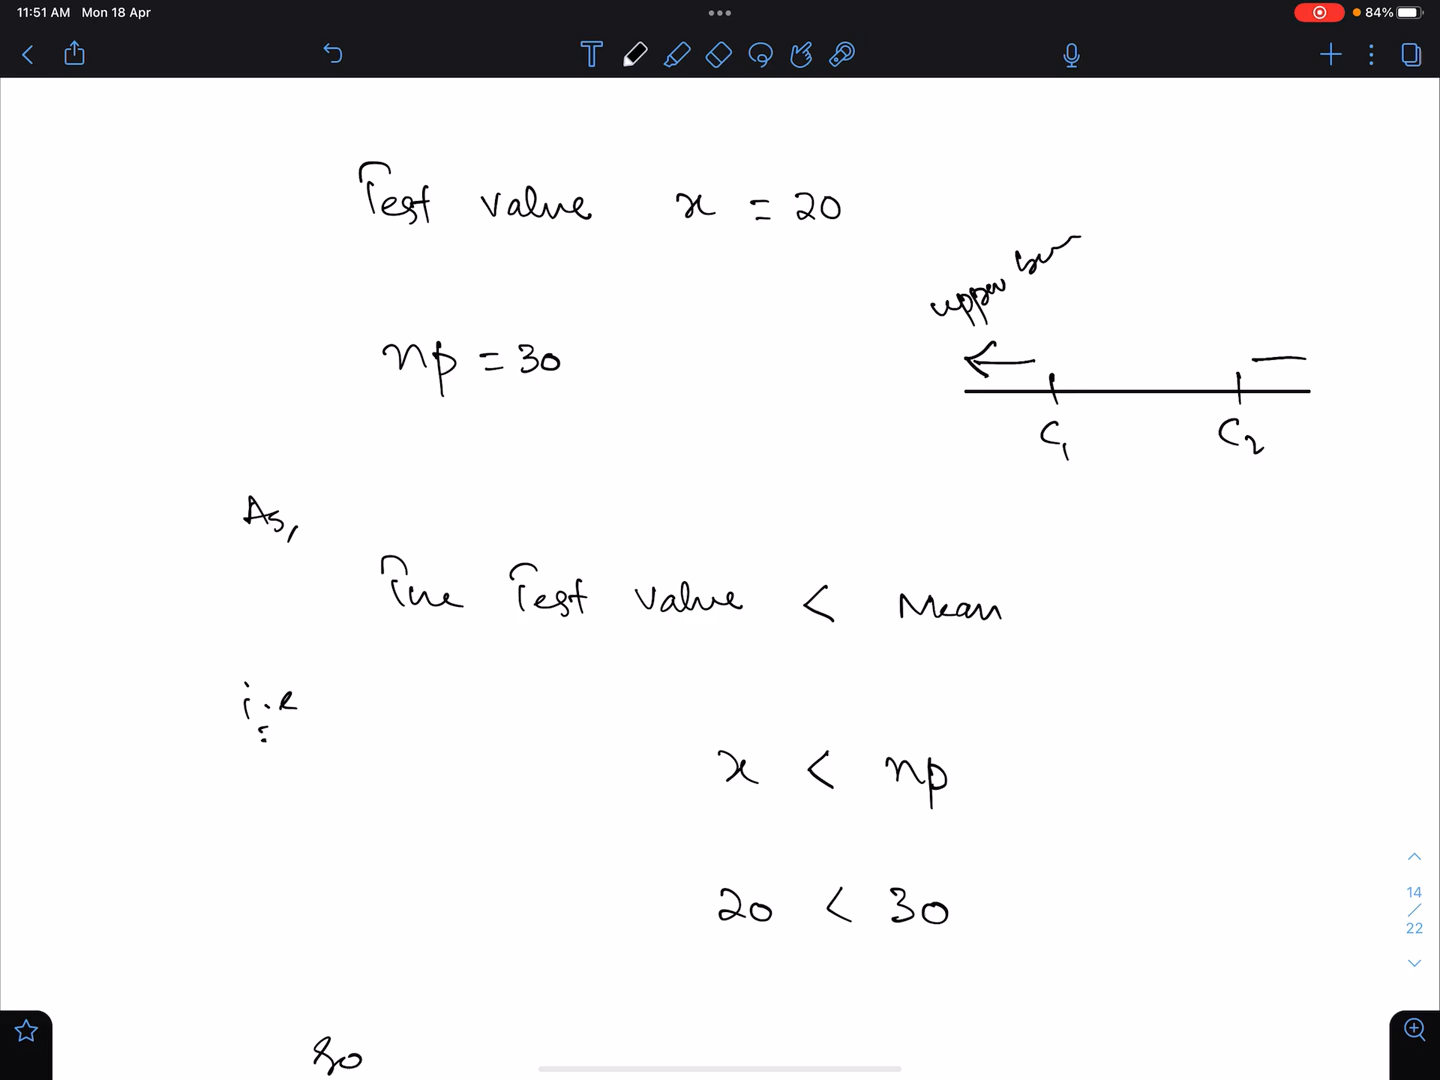 11:51 AM Mon 18 Apr
84%
T
Test value x = 20
upper
np = 30
C₁ C₂
As,
The Test value < Mean
i.e
x < np
20 < 30
14
/
22
So